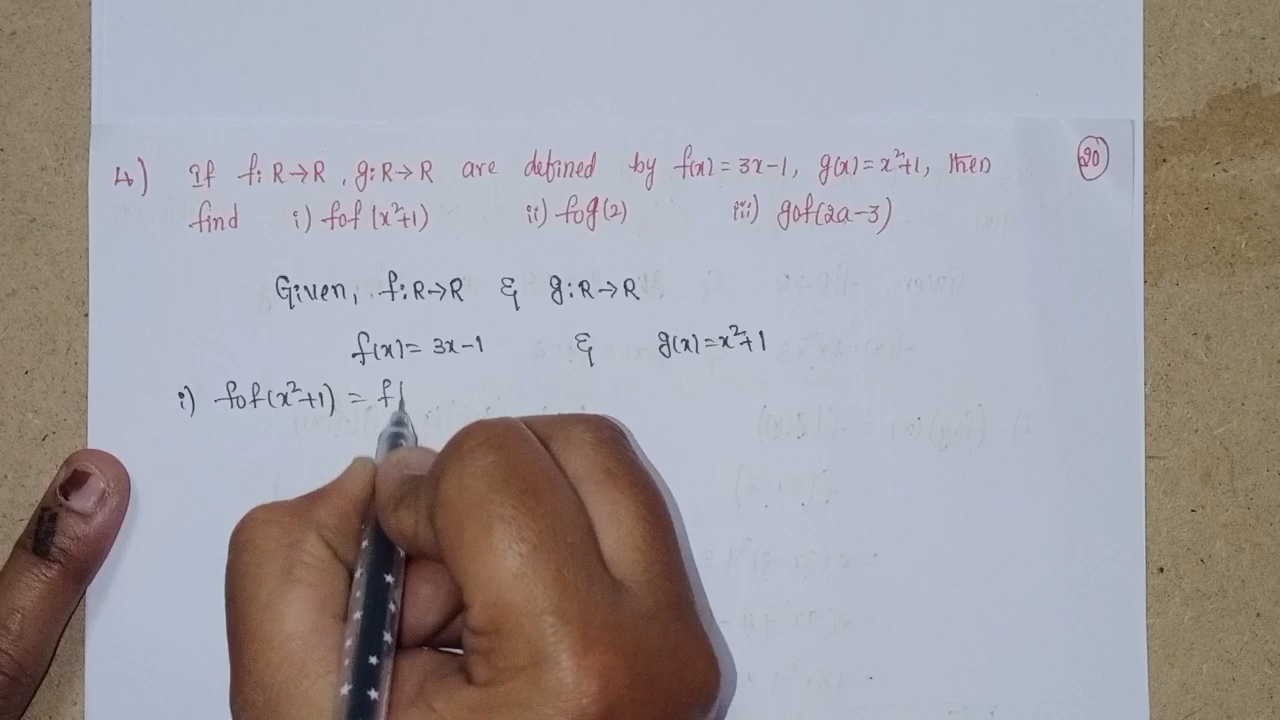 4) If f: R→R, g: R→R are defined by f(x) = 3x-1, g(x) = x²+1, then
find i) fof (x²+1) ii) fog(2) iii) gof(2a-3)
20
Given, f: R→R & g: R→R
f(x) = 3x-1 & g(x) = x²+1
i) fof(x²+1) = f(